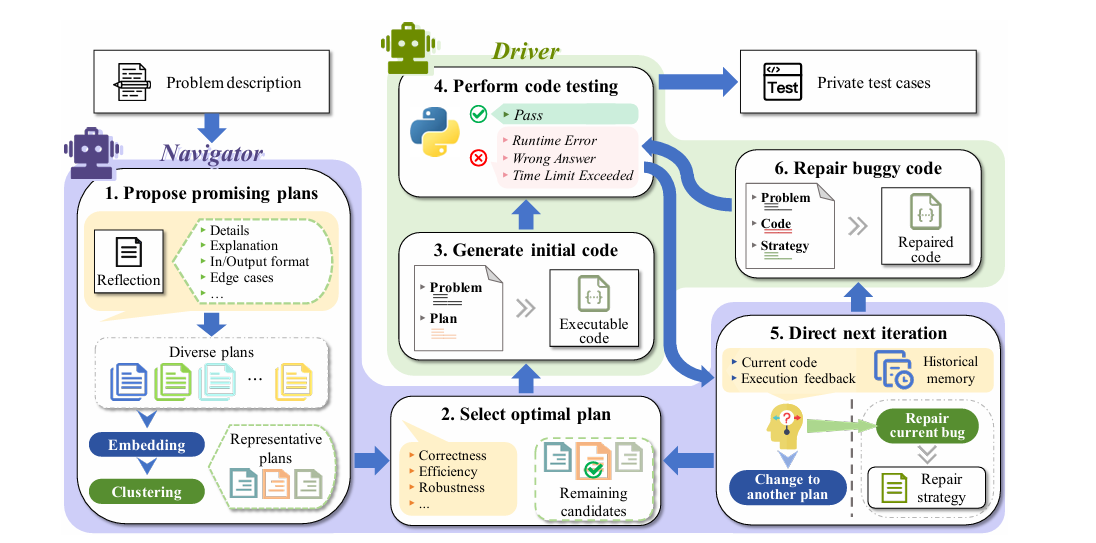 Problem description
Navigator
1. Propose promising plans
Reflection
Details
Explanation
In/Output format
Edge cases
...
Diverse plans
...
Embedding
Clustering
Representative
plans
2. Select optimal plan
Correctness
Efficiency
Robustness
...
Remaining
candidates
Driver
3. Generate initial code
Problem
Plan
{··}
Executable
code
4. Perform code testing
Pass
Runtime Error
Wrong Answer
Time Limit Exceeded
</>
Test
Private test cases
5. Direct next iteration
Current code
Execution feedback
Historical
memory
?
Change to
another plan
Repair
current bug
Repair
strategy
6. Repair buggy code
Problem
Code
Strategy
{··}
Repaired
code